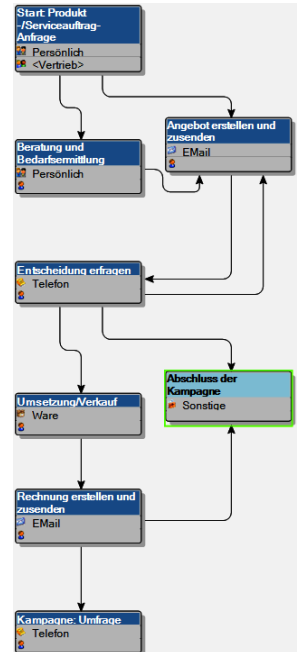 Start: Produkt
-/Serviceauftrag-
Anfrage
Persönlich
<Vertrieb>
Angebot erstellen und
zusenden
EMail
Beratung und
Bedarfsermittlung
Persönlich
Entscheidung erfragen
Telefon
Abschluss der
Kampagne
Sonstige
Umsetzung/Verkauf
Ware
Rechnung erstellen und
zusenden
EMail
Kampagne: Umfrage
Telefon